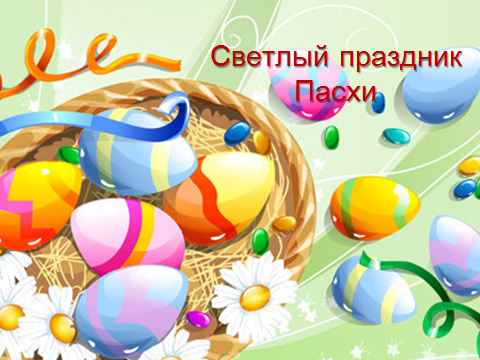 Светлый праздник
Пасхи